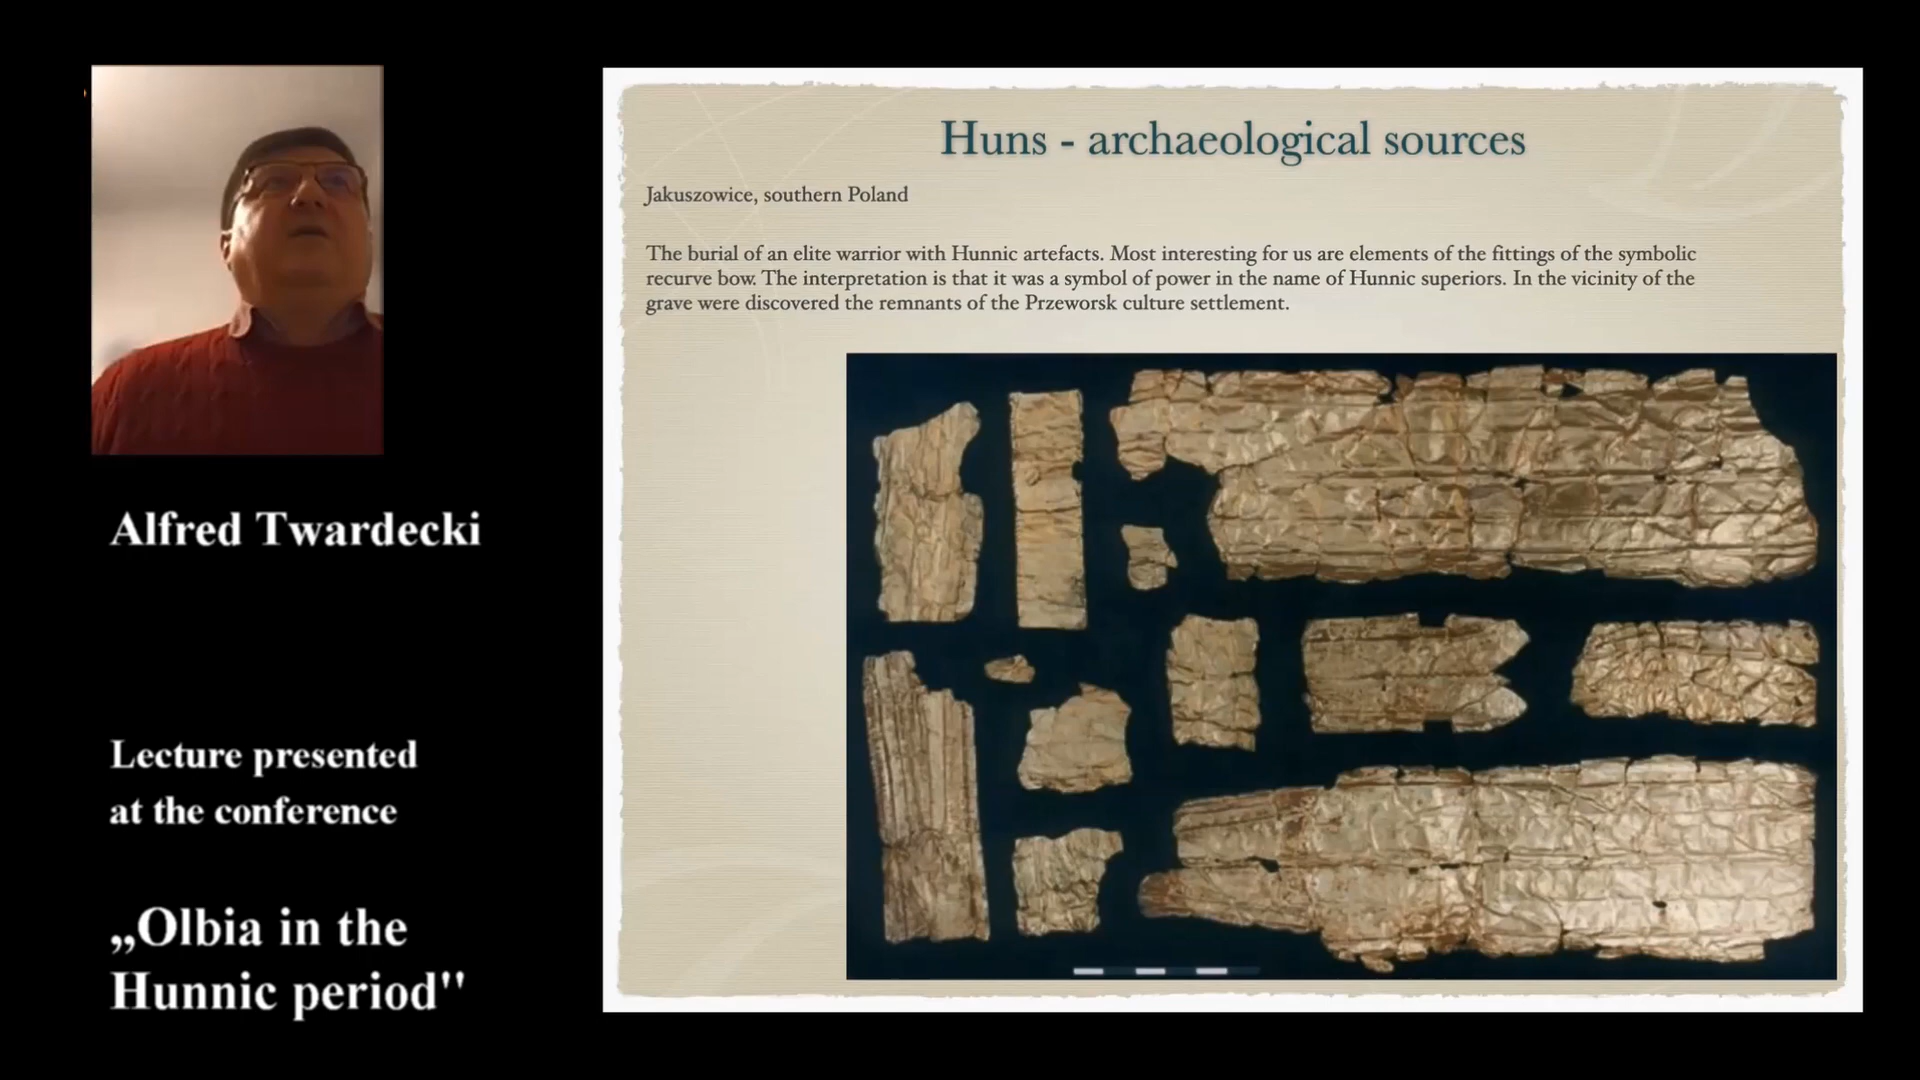 Huns - archaeological sources
Jakuszowice, southern Poland
The burial of an elite warrior with Hunnic artefacts. Most interesting for us are elements of the fittings of the symbolic
recurve bow. The interpretation is that it was a symbol of power in the name of Hunnic superiors. In the vicinity of the
grave were discovered the remnants of the Przeworsk culture settlement.
Alfred Twardecki
Lecture presented
at the conference
„Olbia in the
Hunnic period"